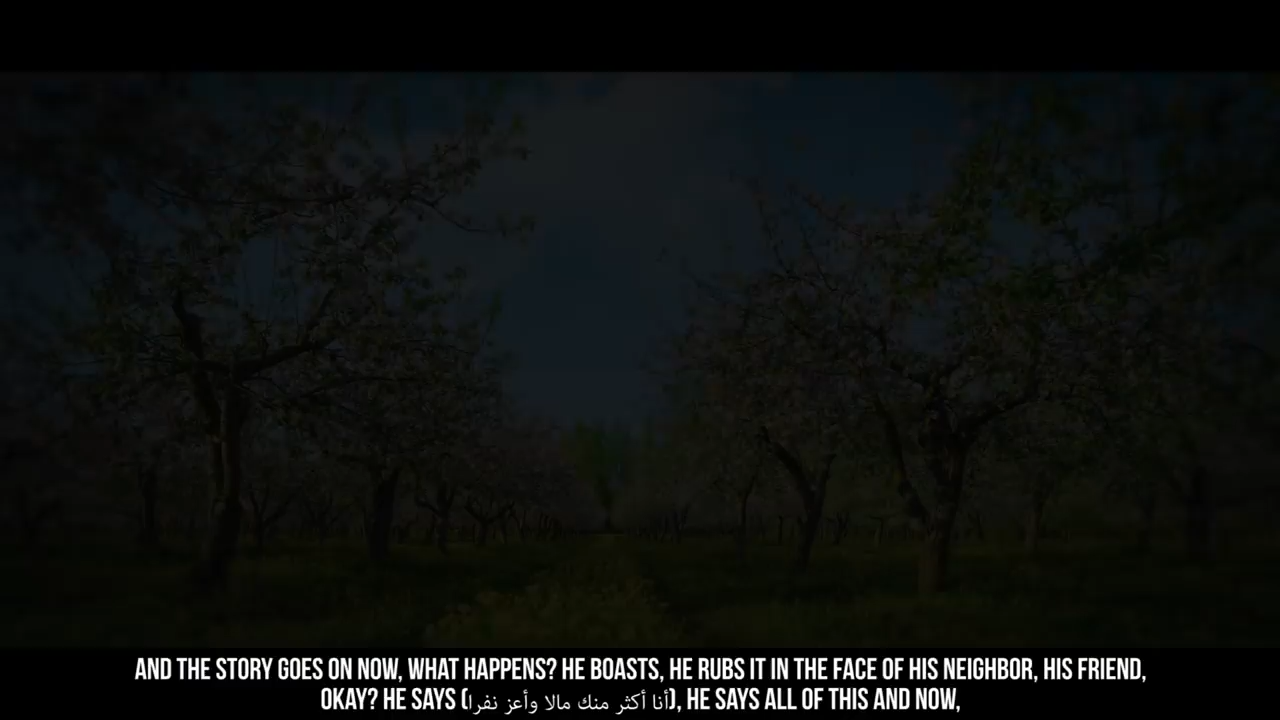 AND THE STORY GOES ON NOW, WHAT HAPPENS? HE BOASTS, HE RUBS IT IN THE FACE OF HIS NEIGHBOR, HIS FRIEND,
OKAY? HE SAYS (أنا أكثر منك مالا وأعز نفرا), HE SAYS ALL OF THIS AND NOW,